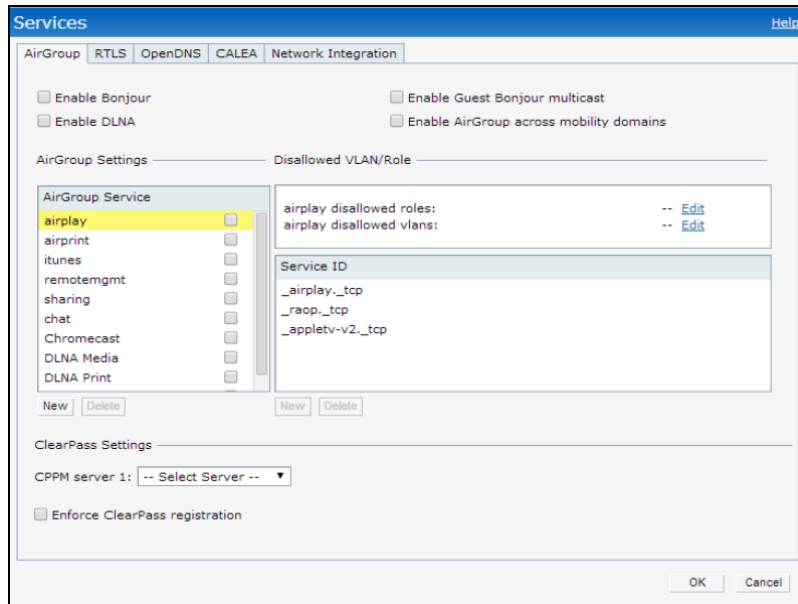 Services
Help
AirGroup RTLS OpenDNS CALEA Network Integration
Enable Bonjour
Enable Guest Bonjour multicast
Enable DLNA
Enable AirGroup across mobility domains
AirGroup Settings
Disallowed VLAN/Role
AirGroup Service
airplay
airprint
itunes
remotemgmt
sharing
chat
Chromecast
DLNA Media
DLNA Print
New Delete
airplay disallowed roles: -- Edit
airplay disallowed vlans: -- Edit
Service ID
_airplay._tcp
_raop._tcp
_appletv-v2._tcp
New Delete
ClearPass Settings
CPPM server 1: -- Select Server --
Enforce ClearPass registration
OK Cancel